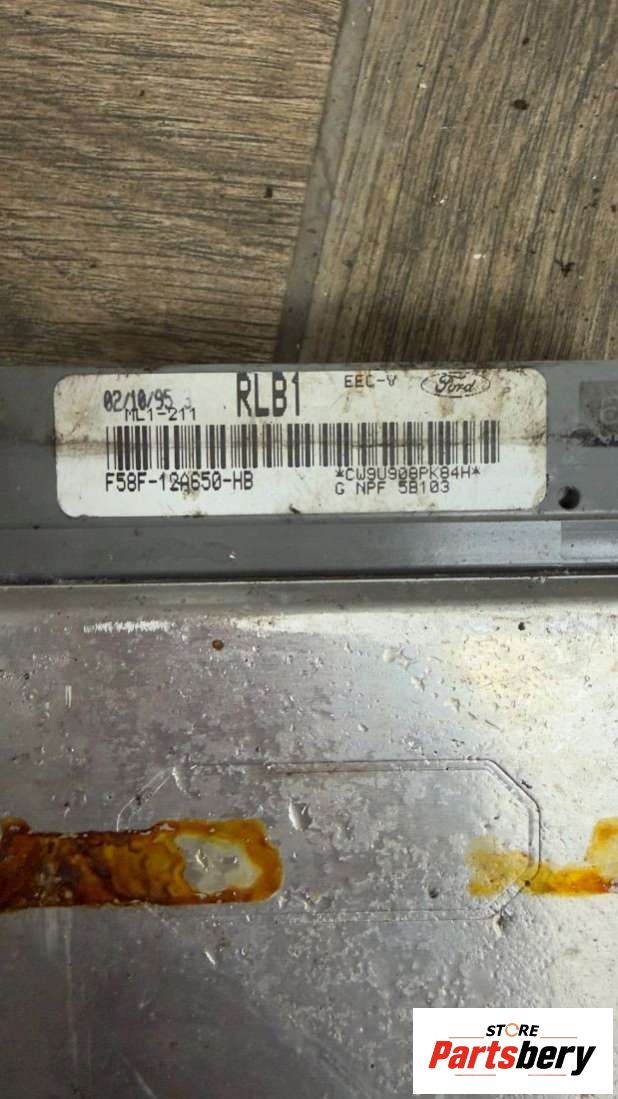 02/10/95 RLB1 EEC-V Ford
ML1-211
F58F-12A650-HB *CW9U908PK84H*
G NPF 5B103
STORE
Partsbery